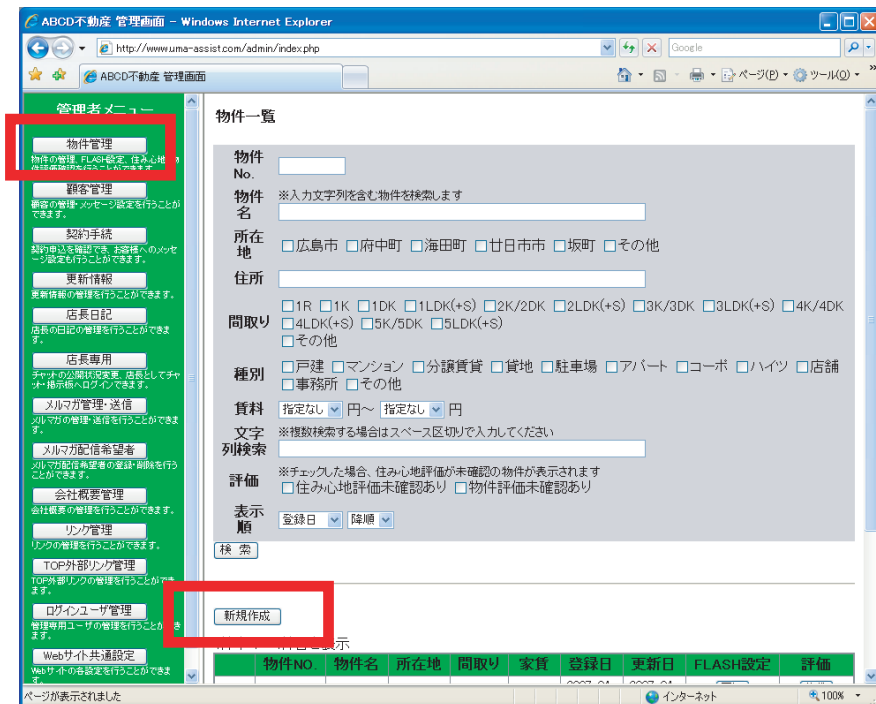 ABCD不動産 管理画面 - Windows Internet Explorer
http://www.uma-assist.com/admin/index.php
Google
ABCD不動産 管理画面
ページ(P)
ツール(O)
管理者メニュー
物件管理
物件の管理、FLASH設定、住み心地・物
件評価確認を行うことができます。
顧客管理
顧客の管理・メッセージ設定を行うことが
できます。
契約手続
契約申込を確認でき、お客様へのメッセ
ージ設定も行うことができます。
更新情報
更新情報の管理を行うことができます。
店長日記
店長の日記の管理を行うことができま
す。
店長専用
チャットの公開状況変更、店長としてチャ
ット・掲示板へログインできます。
メルマガ管理・送信
メルマガの管理・送信を行うことができま
す。
メルマガ配信希望者
メルマガ配信希望者の登録・削除を行う
ことができます。
会社概要管理
会社概要の管理を行うことができます。
リンク管理
リンクの管理を行うことができます。
TOP外部リンク管理
TOP外部リンクの管理を行うことができ
ます。
ログインユーザ管理
管理専用ユーザの管理を行うことができ
ます。
Webサイト共通設定
Webサイトの各設定を行うことができま
す。
物件一覧
物件
No.
物件
名
※入力文字列を含む物件を検索します
所在
地
広島市 府中町 海田町 廿日市市 坂町 その他
住所
間取り
1R 1K 1DK 1LDK(+S) 2K/2DK 2LDK(+S) 3K/3DK 3LDK(+S) 4K/4DK
4LDK(+S) 5K/5DK 5LDK(+S)
その他
種別
戸建 マンション 分譲賃貸 貸地 駐車場 アパート コーポ ハイツ 店舗
事務所 その他
賃料
指定なし 円～ 指定なし 円
文字
列検索
※複数検索する場合はスペース区切りで入力してください
評価
※チェックした場合、住み心地評価が未確認の物件が表示されます
住み心地評価未確認あり 物件評価未確認あり
表示
順
登録日 降順
検 索
新規作成
物件NO. 物件名 所在地 間取り 家賃 登録日 更新日 FLASH設定 評価
ページが表示されました
インターネット
100%